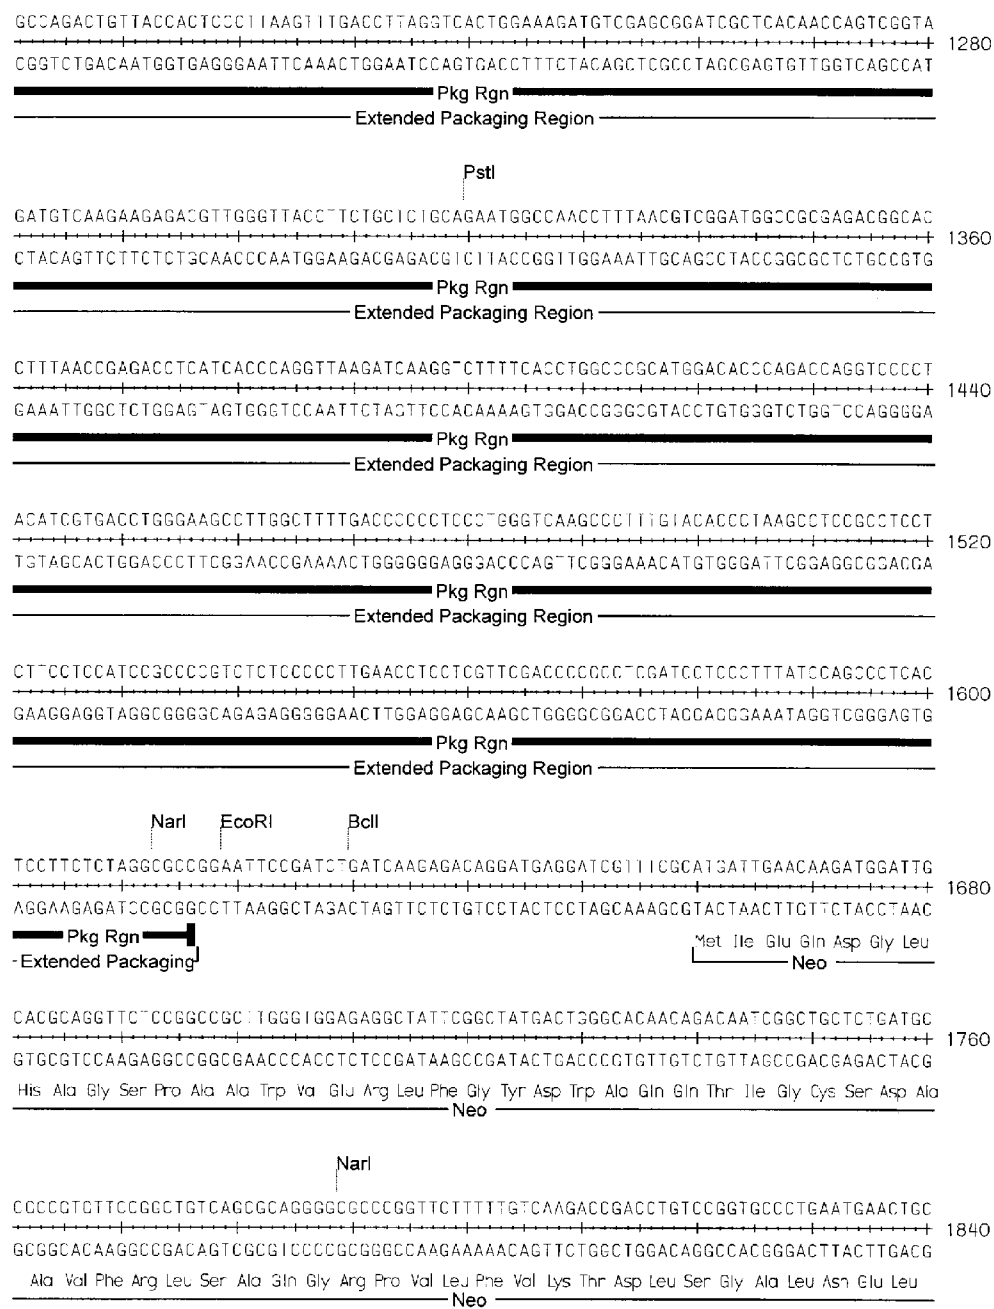 GCCAGACTGTTACCACTCCCTTAAGTTTGACCTTAGGTCACTGGAAAGATGTCGAGCGGATCGCTCACAACCAGTCGGTA
1280
CGGTCTGACAATGGTGAGGGAATTCAAACTGGAATCCAGTGACCTTTCTACAGCTCGCCTAGCGAGTGTTGGTCAGCCAT
Pkg Rgn
Extended Packaging Region
PstI
GATGTCAAGAAGAGACGTTGGGTTACCTTCTGCTCTGCAGAATGGCCAACCTTTAACGTCGGATGGCCGCGAGACGGCAC
1360
CTACAGTTCTTCTCTGCAACCCAATGGAAGACGAGACGTCTTACCGGTTGGAAATTGCAGCCTACCGGCGCTCTGCCGTG
Pkg Rgn
Extended Packaging Region
CTTTAACCGAGACCTCATCACCCAGGTTAAGATCAAGGTCTTTTCACCTGGCCCGCATGGACACCCAGACCAGGTCCCCT
1440
GAAATTGGCTCTGGAGTAGTGGGTCCAATTCTAGTTCCAGAAAAGTGGACCGGGCGTACCTGTGGGTCTGGTCCAGGGGA
Pkg Rgn
Extended Packaging Region
ACATCGTGACCTGGGAAGCCTTGGCTTTTGACCCCCCTCCCTGGGTCAAGCCCTTTGTACACCCTAAGCCTCCGCCTCCT
1520
TGTAGCACTGGACCCTTCGGAACCGAAAACTGGGGGGAGGGACCCAGTTCGGGAAACATGTGGGATTCGGAGGCGGAGGA
Pkg Rgn
Extended Packaging Region
CTTCCTCCATCCGCCCCGTCTCTCCCCCTTGAACCTCCTCGTTCGACCCCGCCTCGATCCTCCCTTTATCCAGCCCTCAC
1600
GAAGGAGGTAGGCGGGGCAGAGAGGGGGAACTTGGAGGAGCAAGCTGGGGCGGAGCTAGGAGGGAAATAGGTCGGGAGTG
Pkg Rgn
Extended Packaging Region
NarI EcoRI BclI
TCCTTCTCTAGGCGCCGGAATTCCGATCTGATCAAGAGACAGGATGAGGATCGTTTCGCATGATTGAACAAGATGGATTG
1680
AGGAAGAGATCCGCGGCCTTAAGGCTAGACTAGTTCTCTGTCCTACTCCTAGCAAAGCGTACTAACTTGTTCTACCTAAC
Pkg Rgn
Met Ile Glu Gln Asp Gly Leu
Extended Packaging
Neo
CACGCAGGTTCTCCGGCCGCTTGGGTGGAGAGGCTATTCGGCTATGACTGGGCACAACAGACAATCGGCTGCTCTGATGC
1760
GTGCGTCCAAGAGGCCGGCGAACCCACCTCTCCGATAAGCCGATACTGACCCGTGTTGTCTGTTAGCCGACGAGACTACG
His Ala Gly Ser Pro Ala Ala Trp Va Glu Arg Leu Phe Gly Tyr Asp Trp Ala Gln Gln Thr Ile Gly Cys Ser Asp Ala
Neo
NarI
CGCCGTGTTCCGGCTGTCAGCGCAGGGGCGCCCGGTTCTTTTTGTCAAGACCGACCTGTCCGGTGCCCTGAATGAACTGC
1840
GCGGCACAAGGCCGACAGTCGCGTCCCCGCGGGCCAAGAAAAACAGTTCTGGCTGGACAGGCCACGGGACTTACTTGACG
Ala Val Phe Arg Leu Ser Ala Gln Gly Arg Pro Val Leu Phe Val Lys Thr Asp Leu Ser Gly Ala Leu Asn Glu Leu
Neo